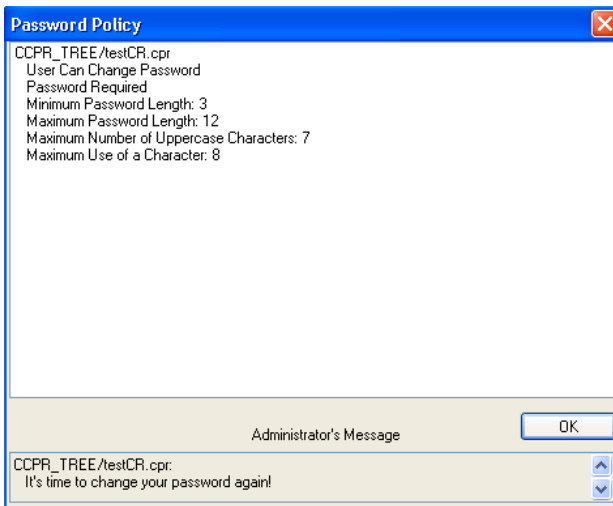 Password Policy
CCPR_TREE/testCR.cpr
User Can Change Password
Password Required
Minimum Password Length: 3
Maximum Password Length: 12
Maximum Number of Uppercase Characters: 7
Maximum Use of a Character: 8
Administrator's Message
OK
CCPR_TREE/testCR.cpr:
It's time to change your password again!